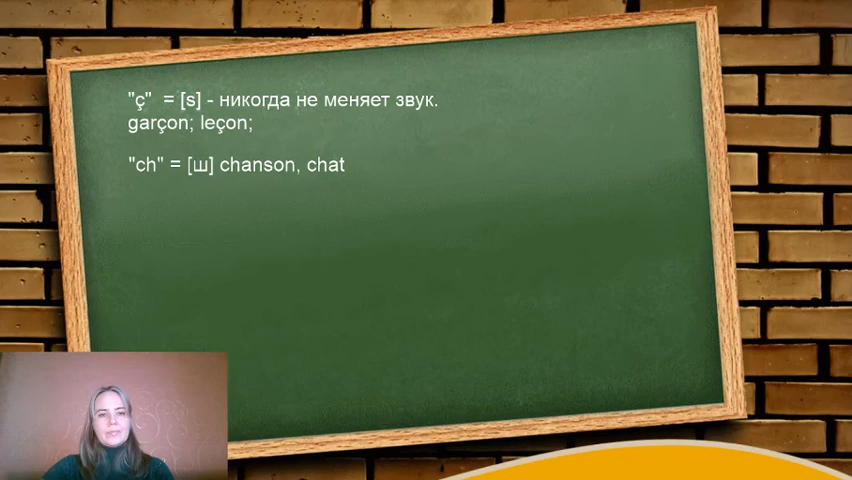 "ç" = [s] - никогда не меняет звук.
garçon; leçon;
"ch" = [ш] chanson, chat